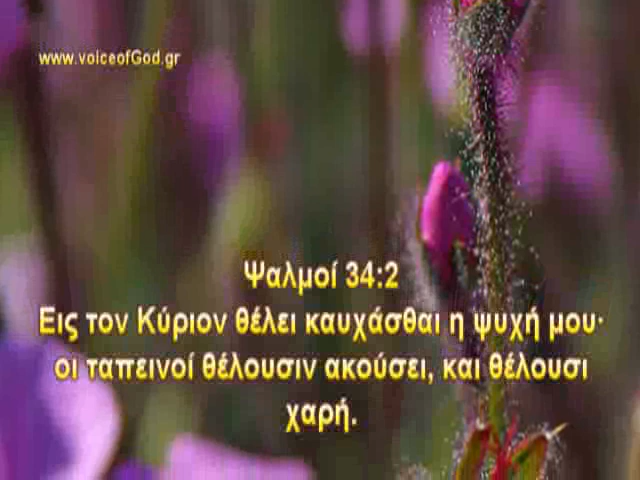 www.voiceofGod.gr
Ψαλμοί 34:2
Εις τον Κύριον θέλει καυχάσθαι η ψυχή μου·
οι ταπεινοί θέλουσιν ακούσει, και θέλουσι
χαρή.